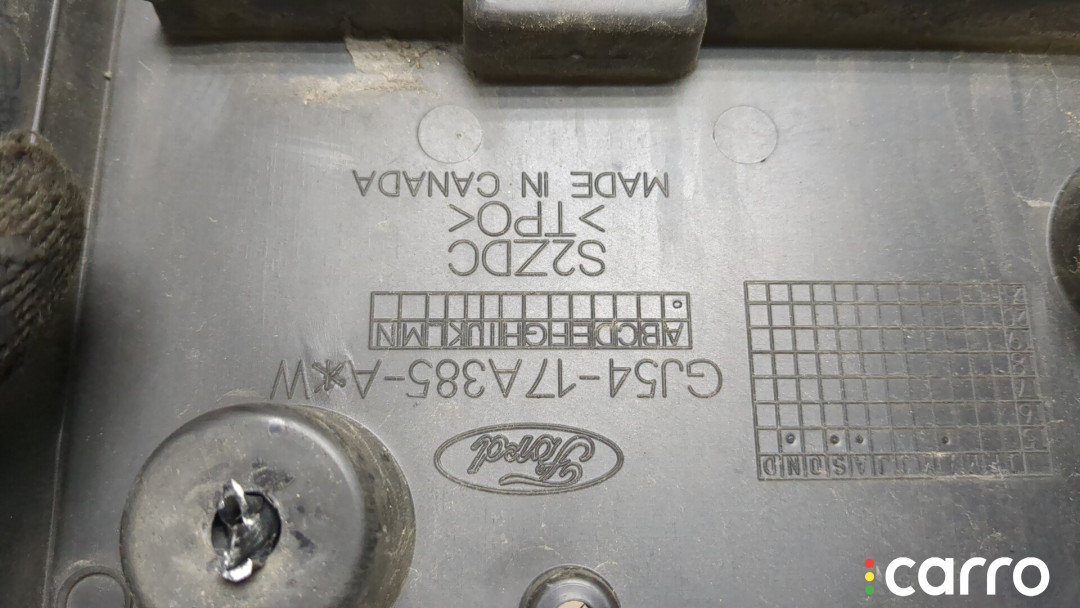 Ford
GJ54-17A385-A*W
ABCDEFGHIJKLMN
S2ZDC
>TPO<
MADE IN CANADA
carro